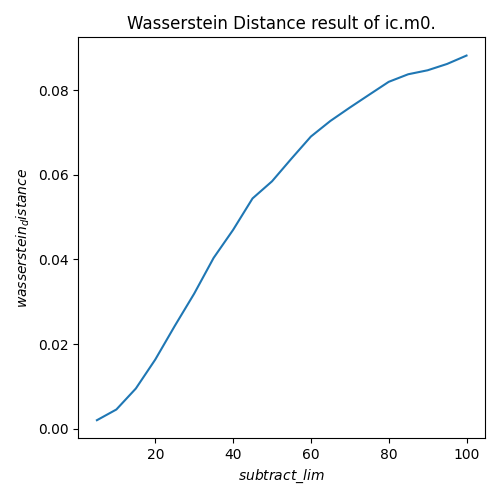 Wasserstein Distance result of ic.m0.
0.08
0.06
0.04
0.02
0.00
wasserstein_distance
20 40 60 80 100
subtract_lim